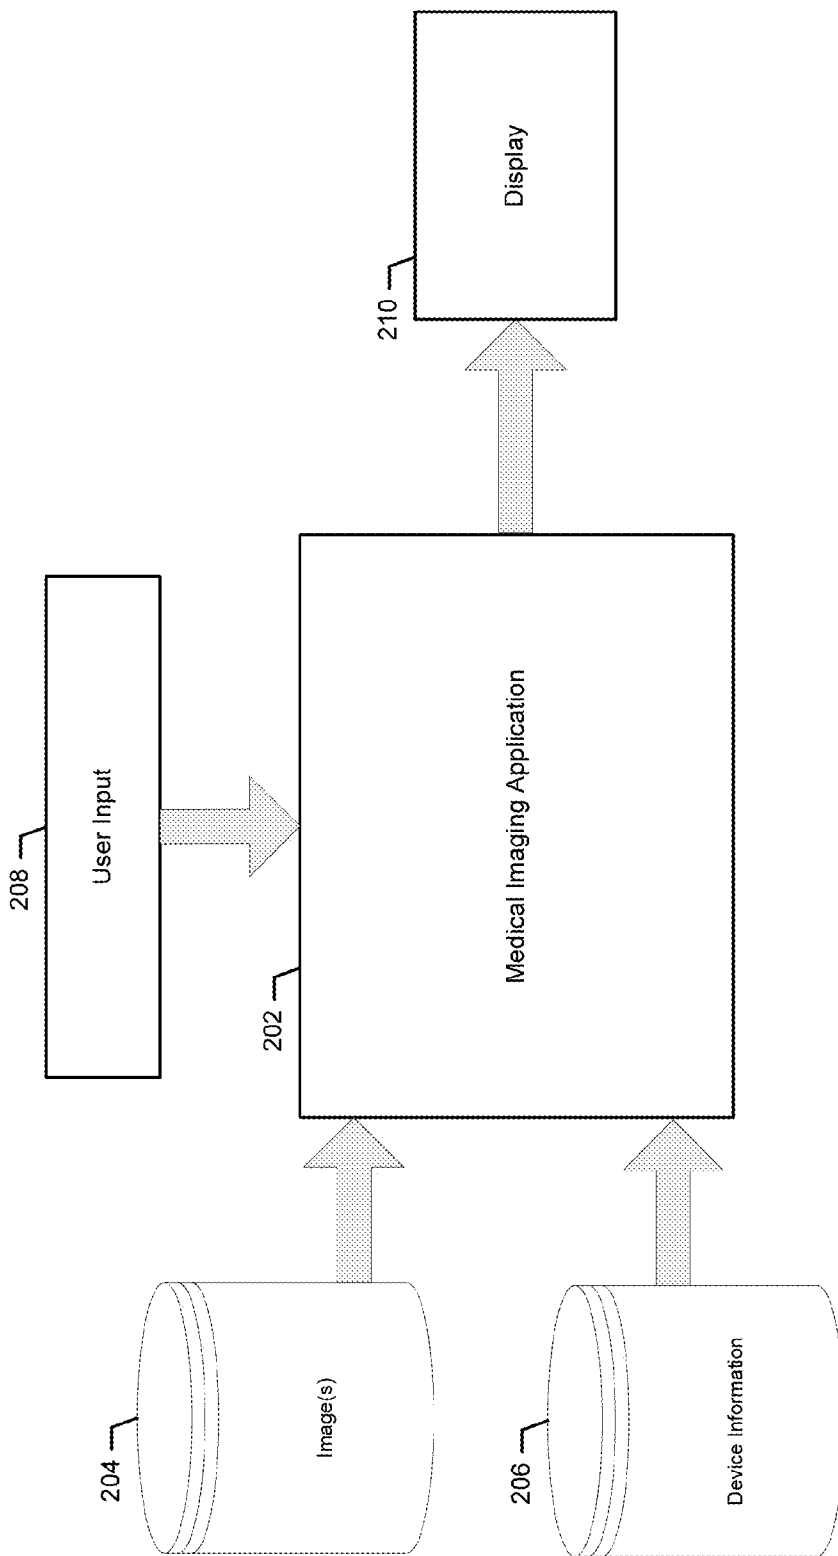 208
User Input
204
Image(s)
202
Medical Imaging Application
210
Display
206
Device Information